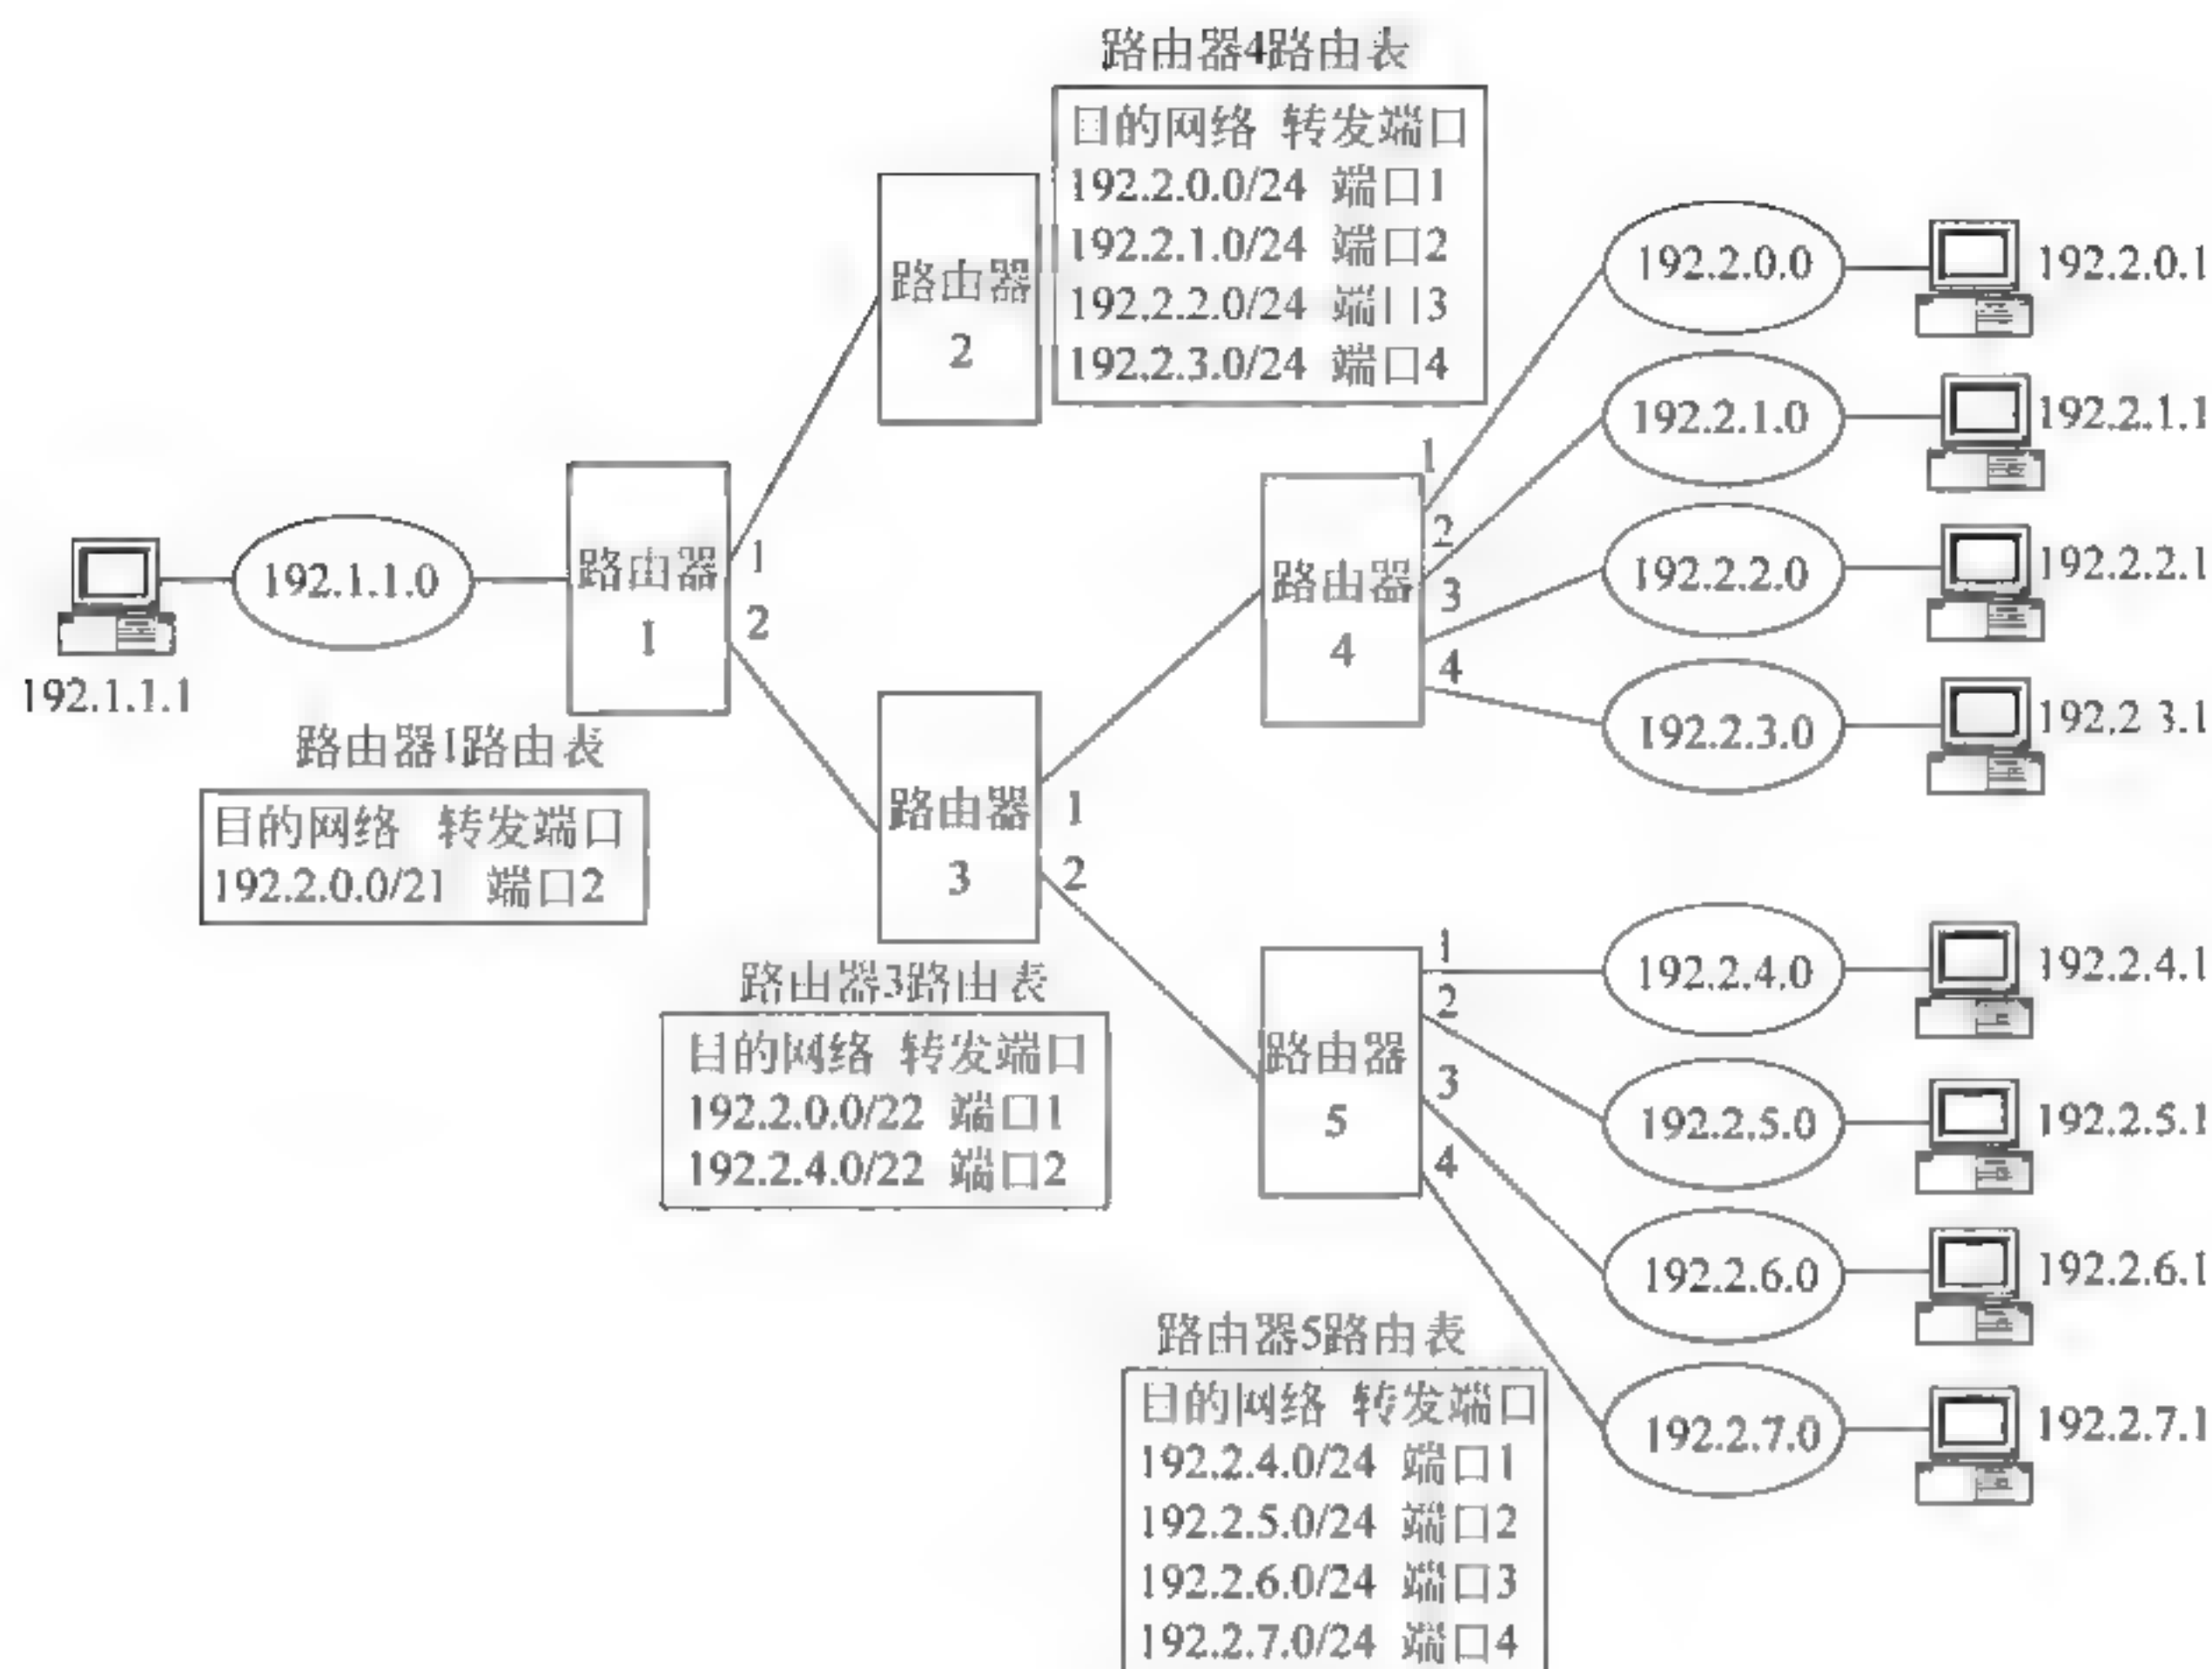 路由器4路由表
目的网络 转发端口
192.2.0.0/24 端口1
192.2.1.0/24 端口2
192.2.2.0/24 端口3
192.2.3.0/24 端口4
路由器
2
192.2.0.0
192.2.0.1
192.2.1.0
192.2.1.1
192.2.2.0
192.2.2.1
192.2.3.0
192.2 3.1
1
2
3
4
路由器
4
192.1.1.1
192.1.1.0
路由器
1
1
2
路由器1路由表
目的网络 转发端口
192.2.0.0/21 端口2
路由器
3
1
2
路由器3路由表
目的网络 转发端口
192.2.0.0/22 端口1
192.2.4.0/22 端口2
路由器
5
1
2
3
4
192.2.4.0
192.2.4.1
192.2.5.0
192.2.5.1
192.2.6.0
192.2.6.1
192.2.7.0
192.2.7.1
路由器5路由表
目的网络 转发端口
192.2.4.0/24 端口1
192.2.5.0/24 端口2
192.2.6.0/24 端口3
192.2.7.0/24 端口4